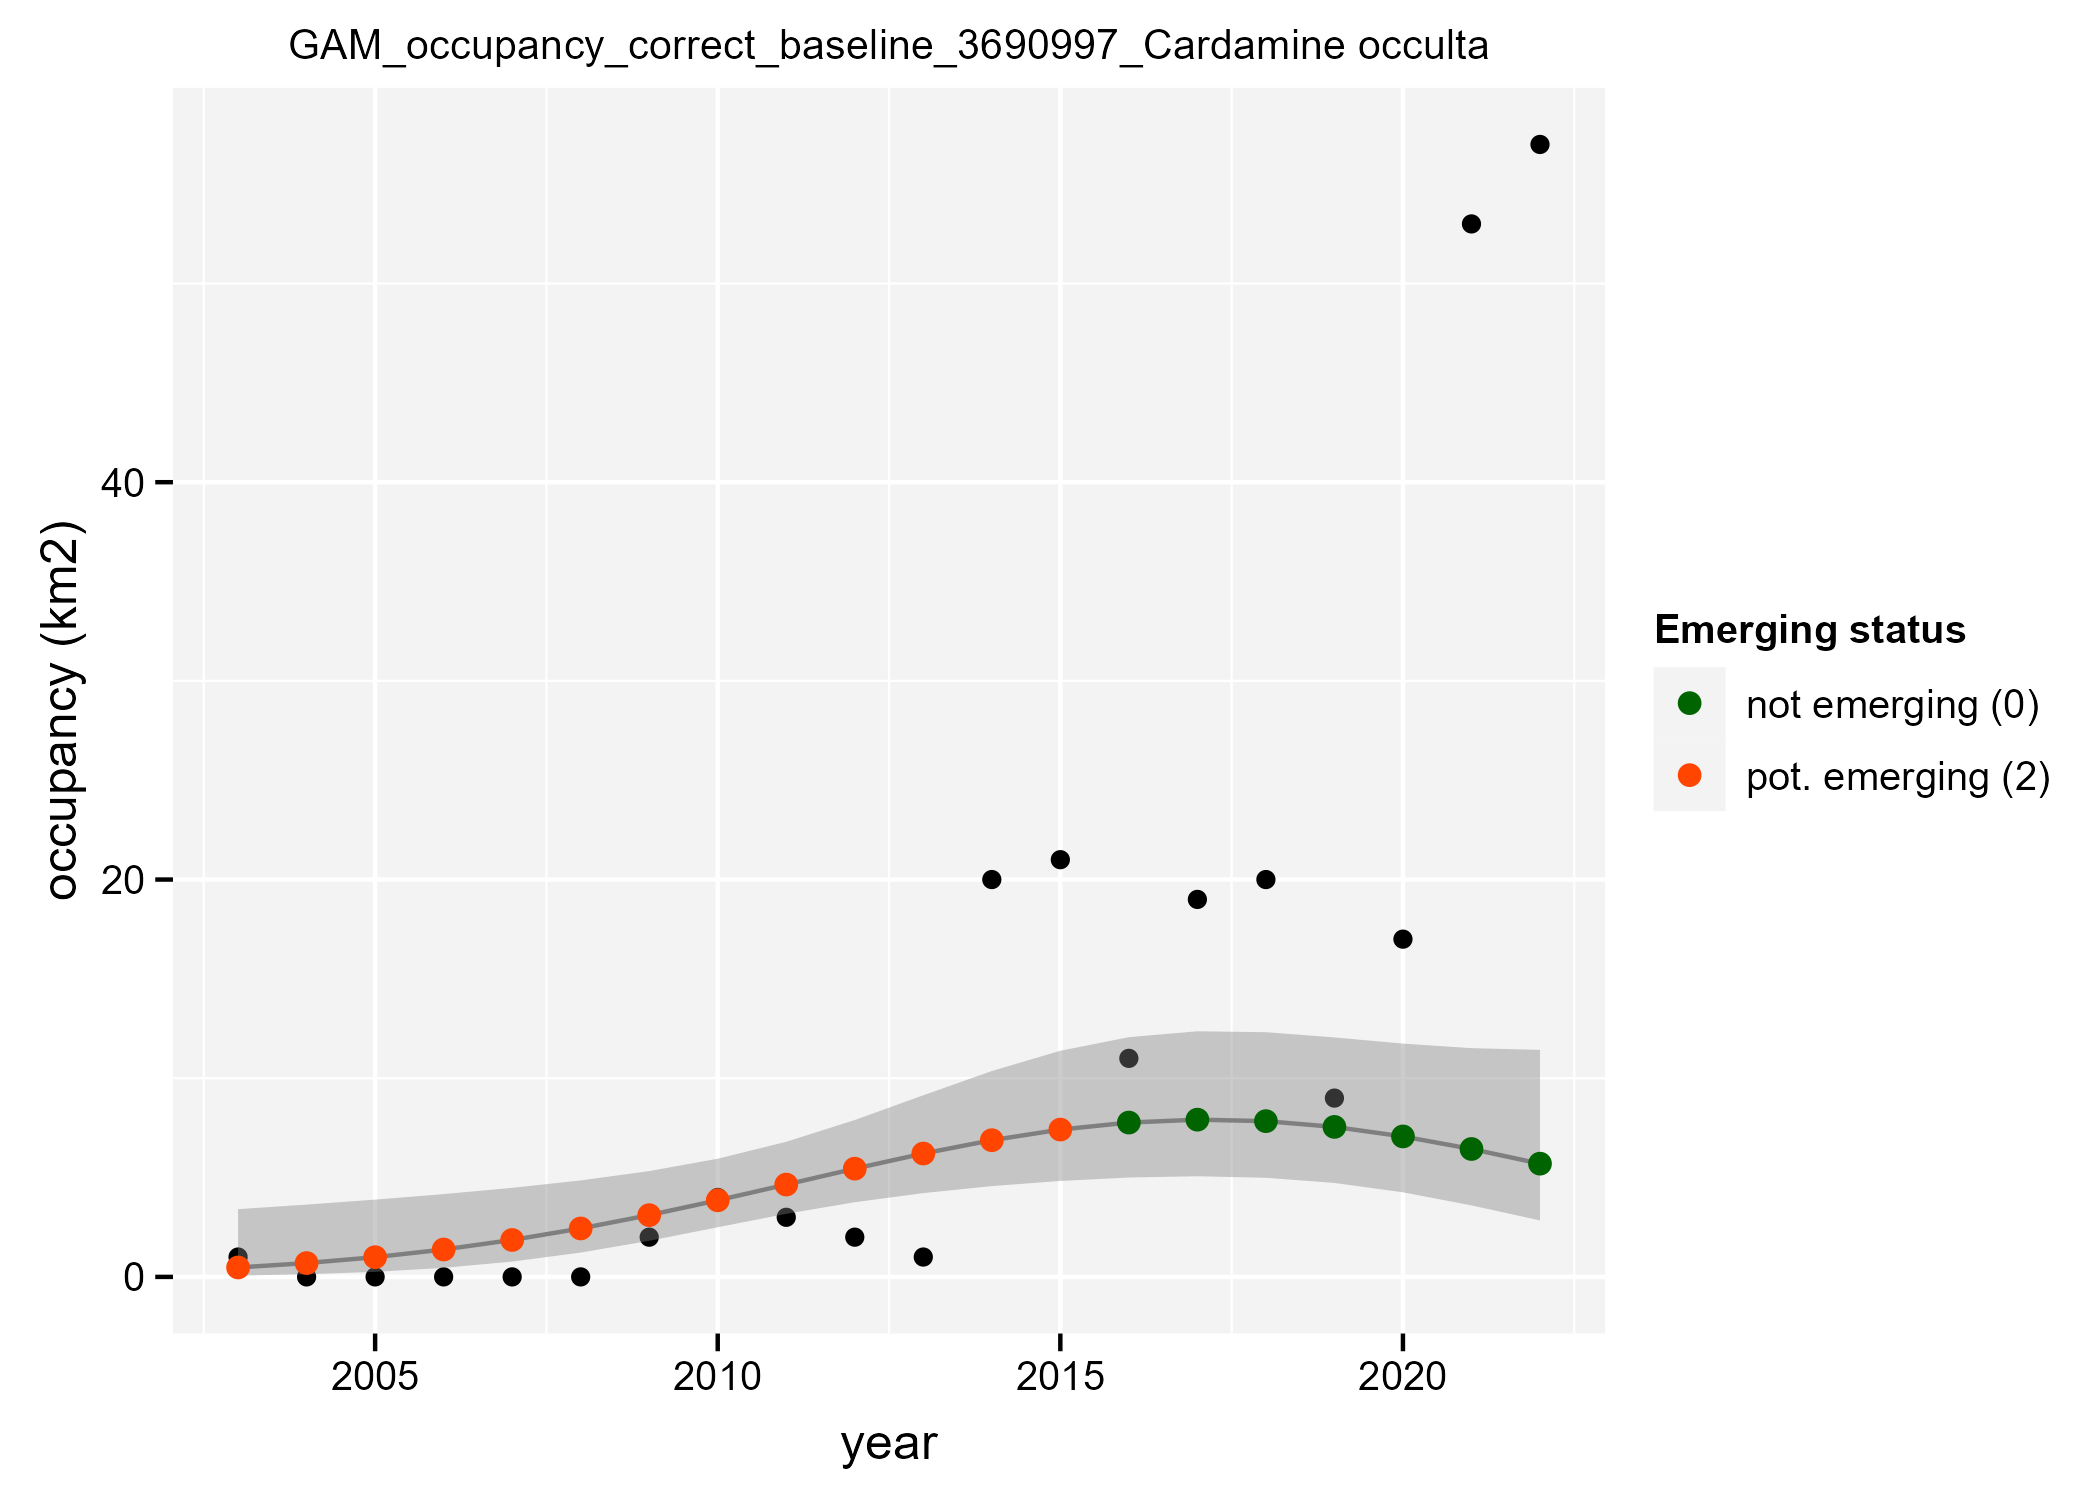 GAM_occupancy_correct_baseline_3690997_Cardamine occulta
occupancy (km2)
40
20
0
2005 2010 2015 2020
year
Emerging status
not emerging (0)
pot. emerging (2)